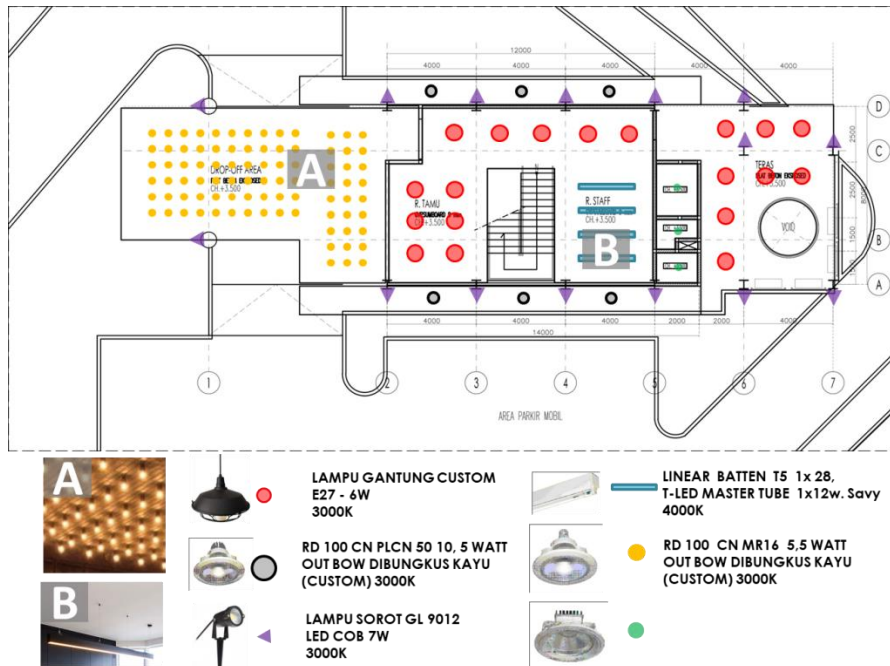 12000
4000
4000
4000
4000
4000
D
2500
C
DROP-OFF AREA
A
CH.+3.500
R. TAMU
CH.+3.500
R. STAFF
CH.+3.500
B
TERAS
CH.+3.500
VOID
2500
8000
1500
B
A
4000
4000
4000
2000
2000
4000
14000
1
2
3
4
5
6
7
AREA PARKIR MOBIL
A
LAMPU GANTUNG CUSTOM
E27 - 6W
3000K
LINEAR BATTEN T5 1x 28,
T-LED MASTER TUBE 1x12w. Savy
4000K
RD 100 CN PLCN 50 10, 5 WATT
OUT BOW DIBUNGKUS KAYU
(CUSTOM) 3000K
RD 100 CN MR16 5,5 WATT
OUT BOW DIBUNGKUS KAYU
(CUSTOM) 3000K
B
LAMPU SOROT GL 9012
LED COB 7W
3000K